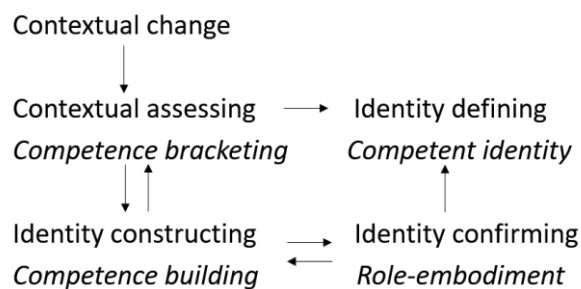 Contextual change
Contextual assessing
Identity defining
Competence bracketing
Competent identity
Identity constructing
Identity confirming
Competence building
Role-embodiment